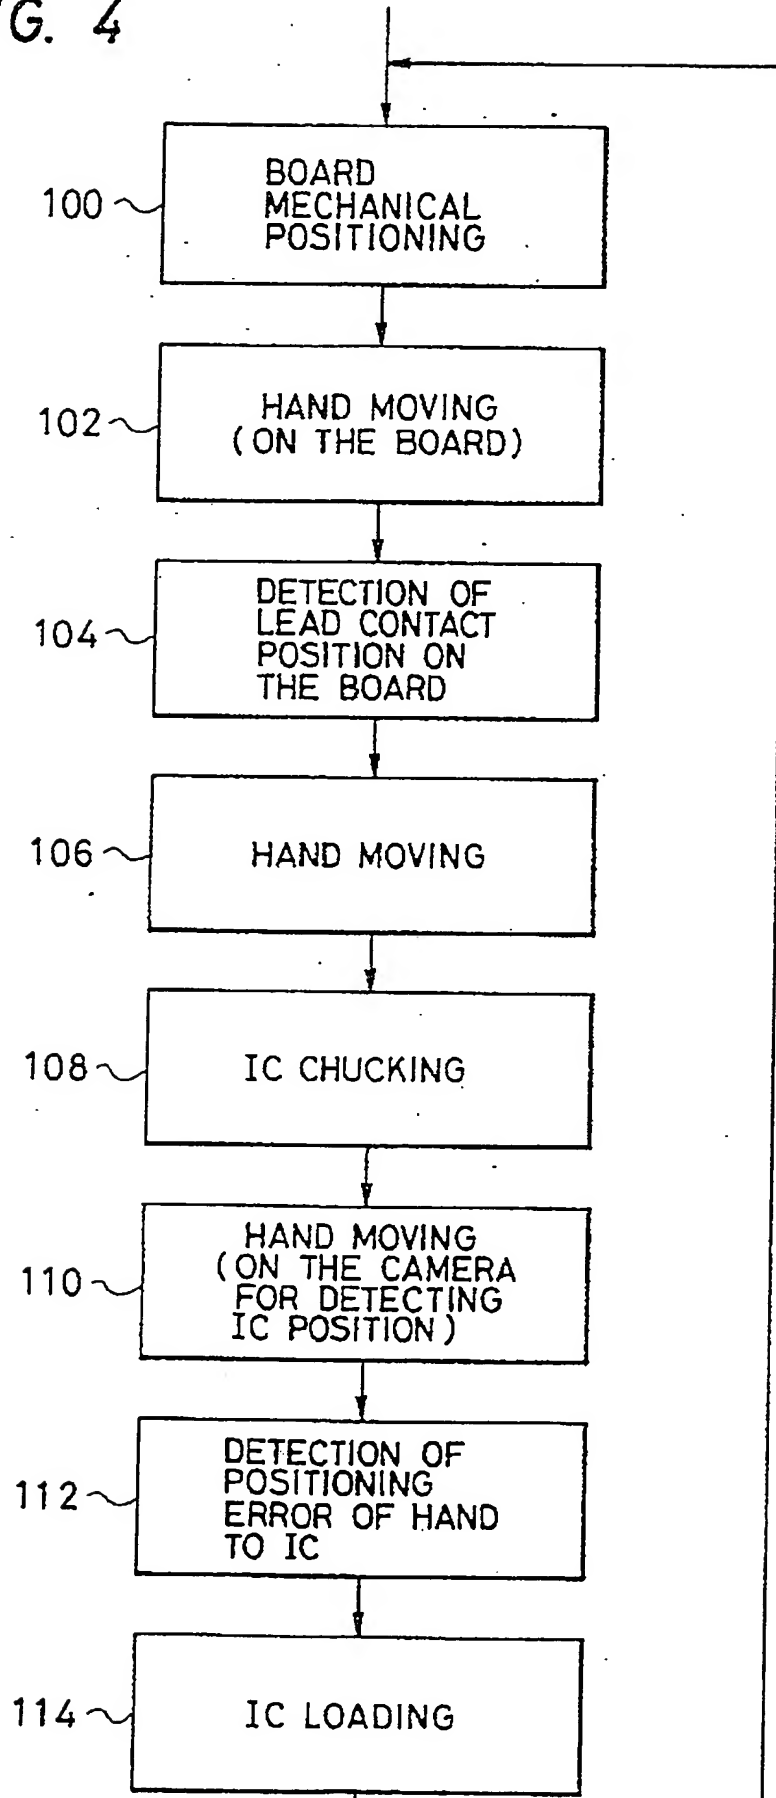 G. 4
100
BOARD
MECHANICAL
POSITIONING
102
HAND MOVING
(ON THE BOARD)
104
DETECTION OF
LEAD CONTACT
POSITION ON
THE BOARD
106
HAND MOVING
108
IC CHUCKING
110
HAND MOVING
(ON THE CAMERA
FOR DETECTING
IC POSITION)
112
DETECTION OF
POSITIONING
ERROR OF HAND
TO IC
114
IC LOADING